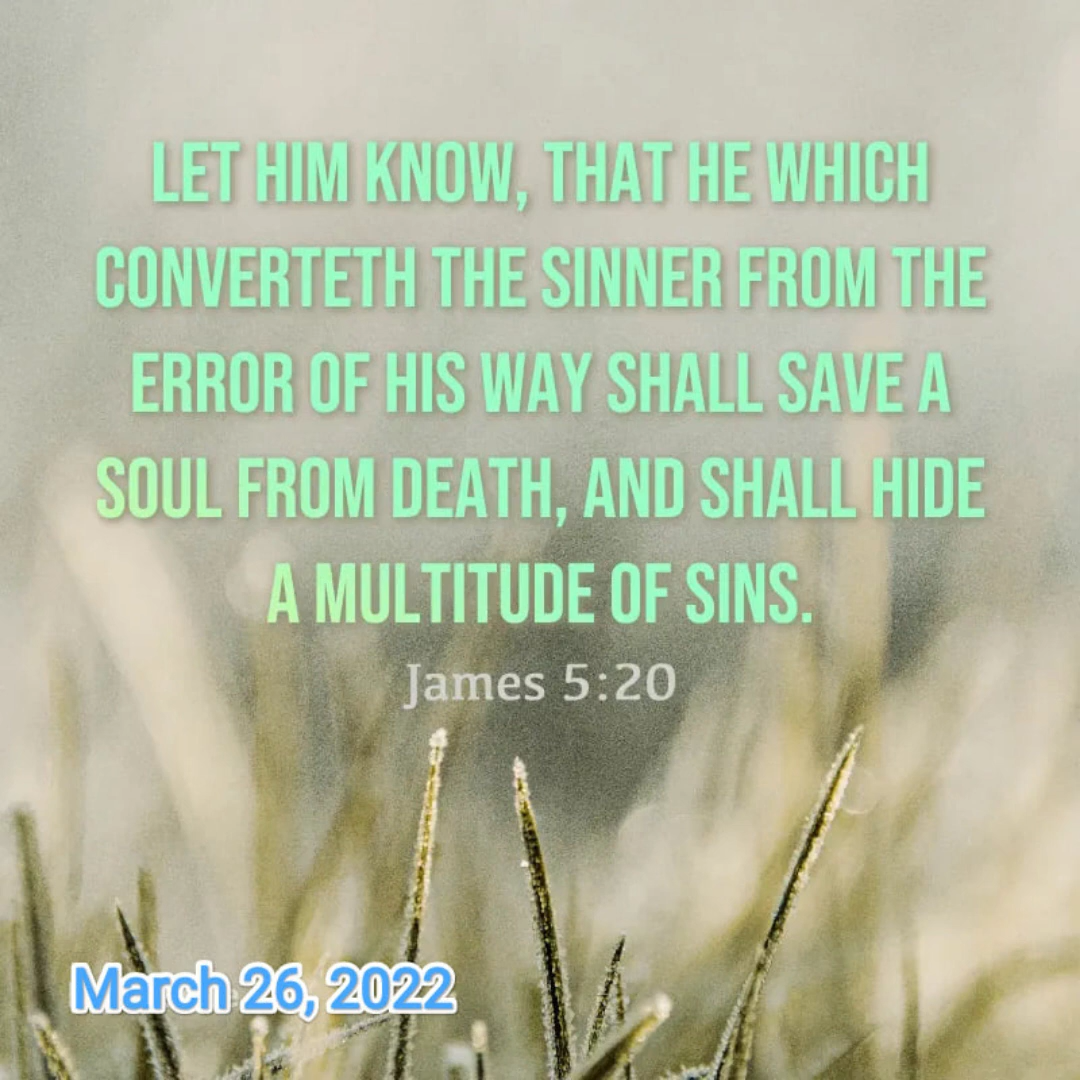 LET HIM KNOW, THAT HE WHICH
CONVERTETH THE SINNER FROM THE
ERROR OF HIS WAY SHALL SAVE A
SOUL FROM DEATH, AND SHALL HIDE
A MULTITUDE OF SINS.
James 5:20
March 26, 2022